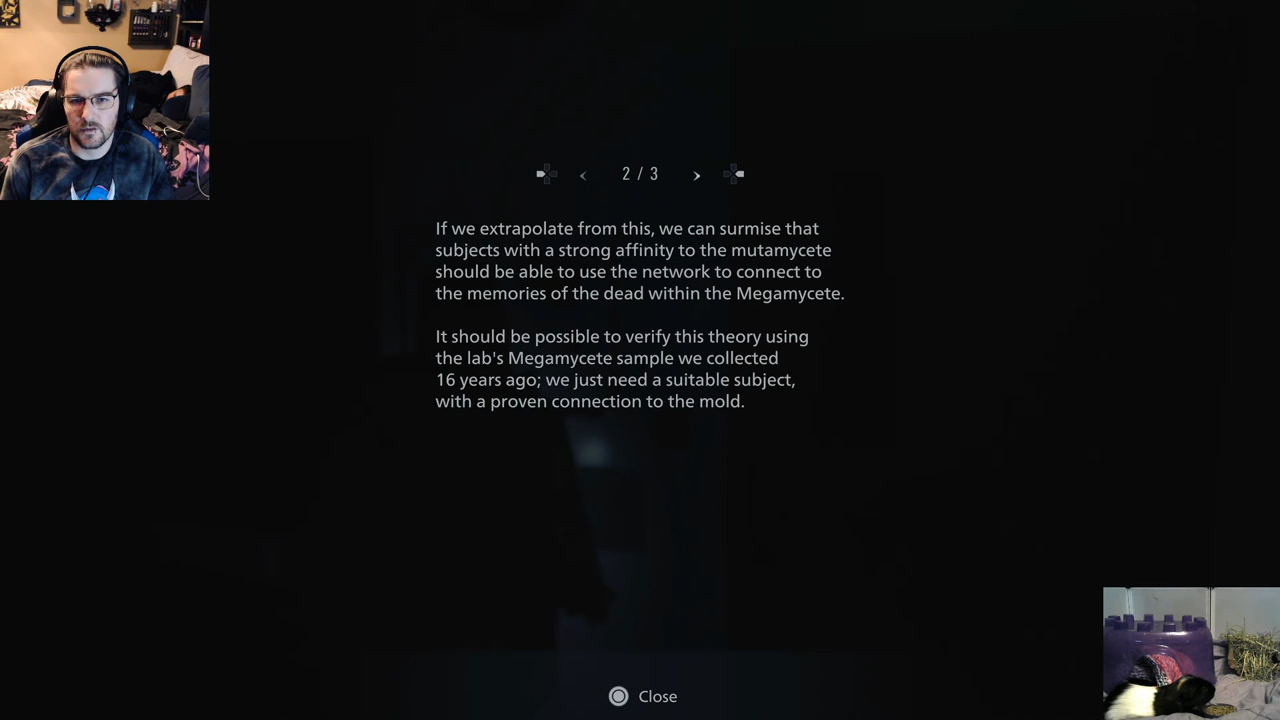 2 / 3
If we extrapolate from this, we can surmise that
subjects with a strong affinity to the mutamycete
should be able to use the network to connect to
the memories of the dead within the Megamycete.
It should be possible to verify this theory using
the lab's Megamycete sample we collected
16 years ago; we just need a suitable subject,
with a proven connection to the mold.
Close